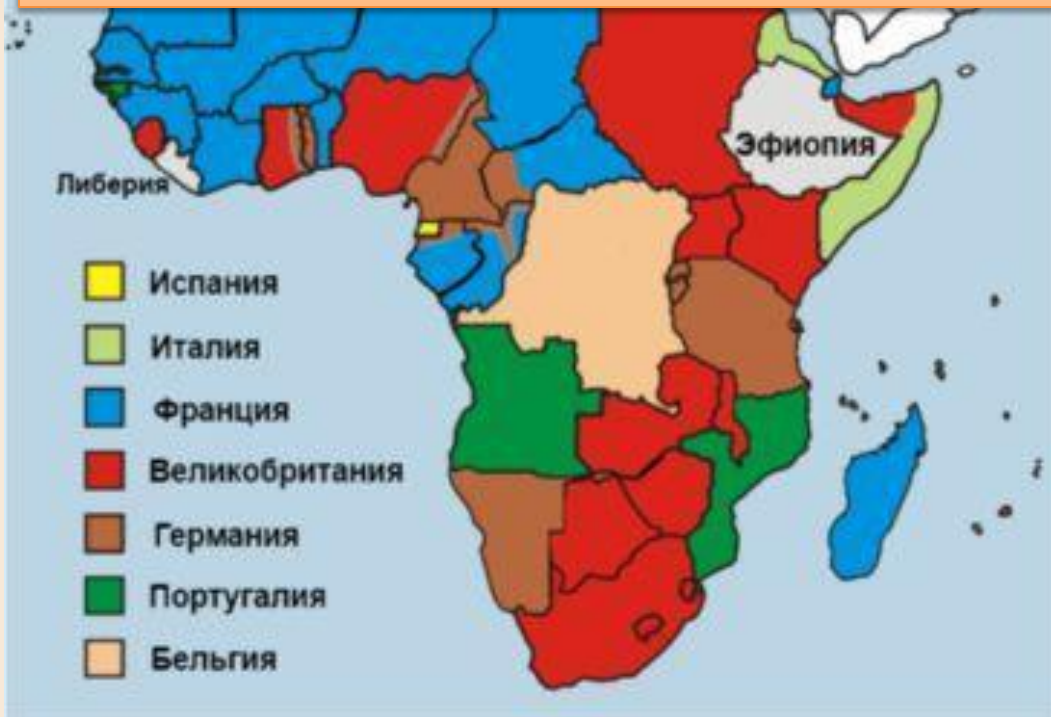 Эфиопия
Либерия
Испания
Италия
Франция
Великобритания
Германия
Португалия
Бельгия